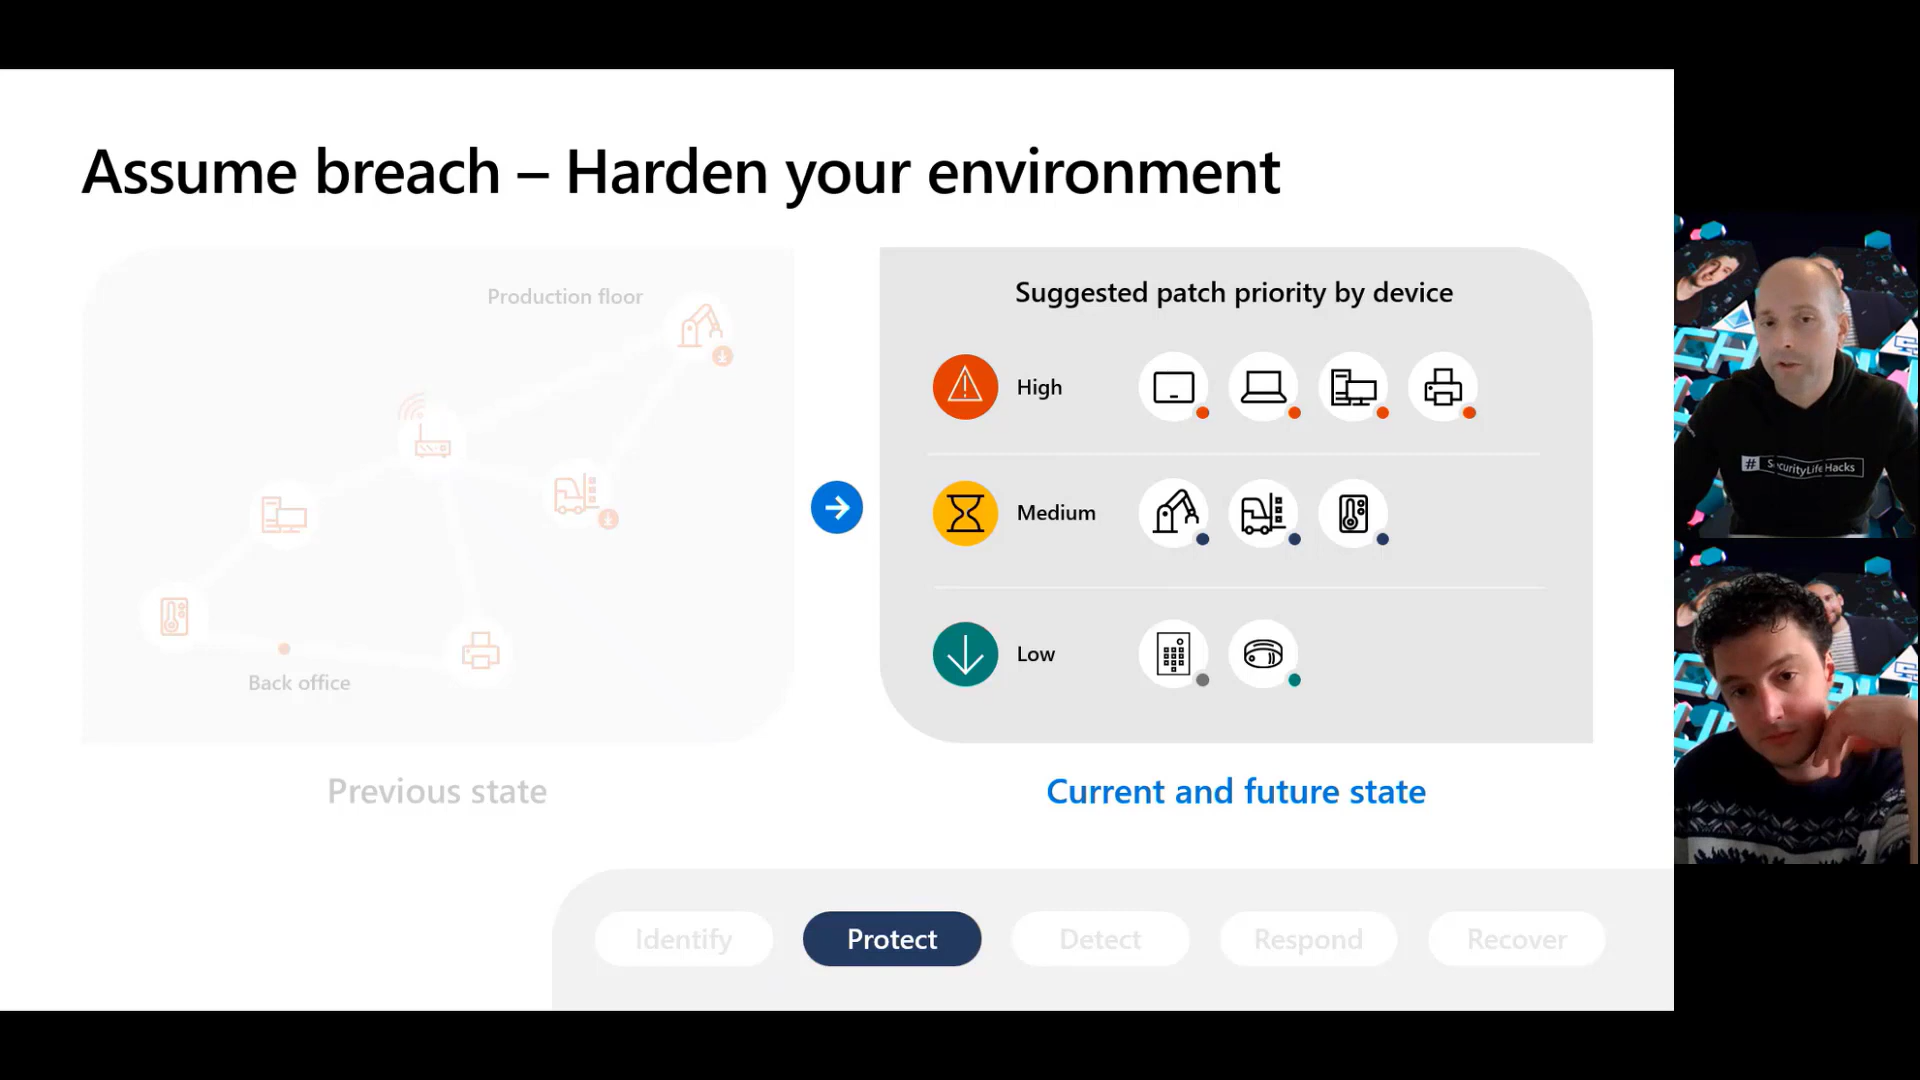 Assume breach – Harden your environment
Production floor
Back office
Previous state
Suggested patch priority by device
High
Medium
Low
Current and future state
Identify
Protect
Detect
Respond
Recover
# SecurityLifeHacks